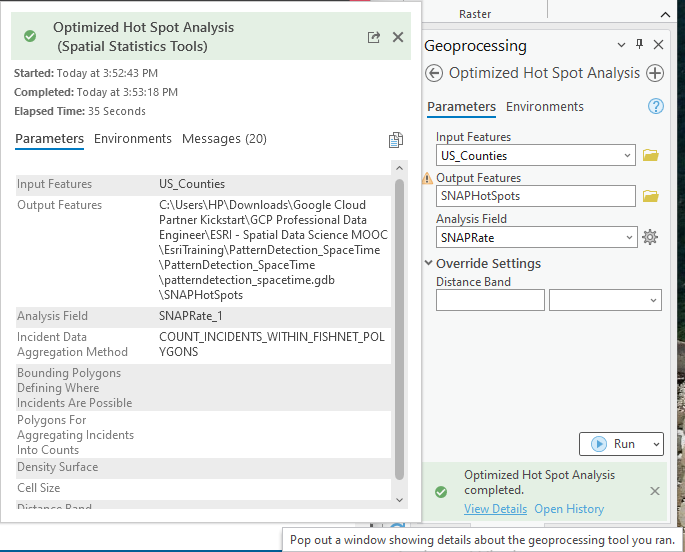 Optimized Hot Spot Analysis
(Spatial Statistics Tools)
Started: Today at 3:52:43 PM
Completed: Today at 3:53:18 PM
Elapsed Time: 35 Seconds
Parameters Environments Messages (20)
Input Features US_Counties
Output Features C:\Users\HP\Downloads\Google Cloud
Partner Kickstart\GCP Professional Data
Engineer\ESRI - Spatial Data Science MOOC
\EsriTraining\PatternDetection_SpaceTime
\PatternDetection_SpaceTime
\patterndetection_spacetime.gdb
\SNAPHotSpots
Analysis Field SNAPRate_1
Incident Data COUNT_INCIDENTS_WITHIN_FISHNET_POL
Aggregation Method YGONS
Bounding Polygons
Defining Where
Incidents Are Possible
Polygons For
Aggregating Incidents
Into Counts
Density Surface
Cell Size
Distance Band
Raster
Geoprocessing
Optimized Hot Spot Analysis
Parameters Environments
?
Input Features
US_Counties
Output Features
SNAPHotSpots
Analysis Field
SNAPRate
Override Settings
Distance Band
Run
Optimized Hot Spot Analysis
completed.
View Details Open History
Pop out a window showing details about the geoprocessing tool you ran.